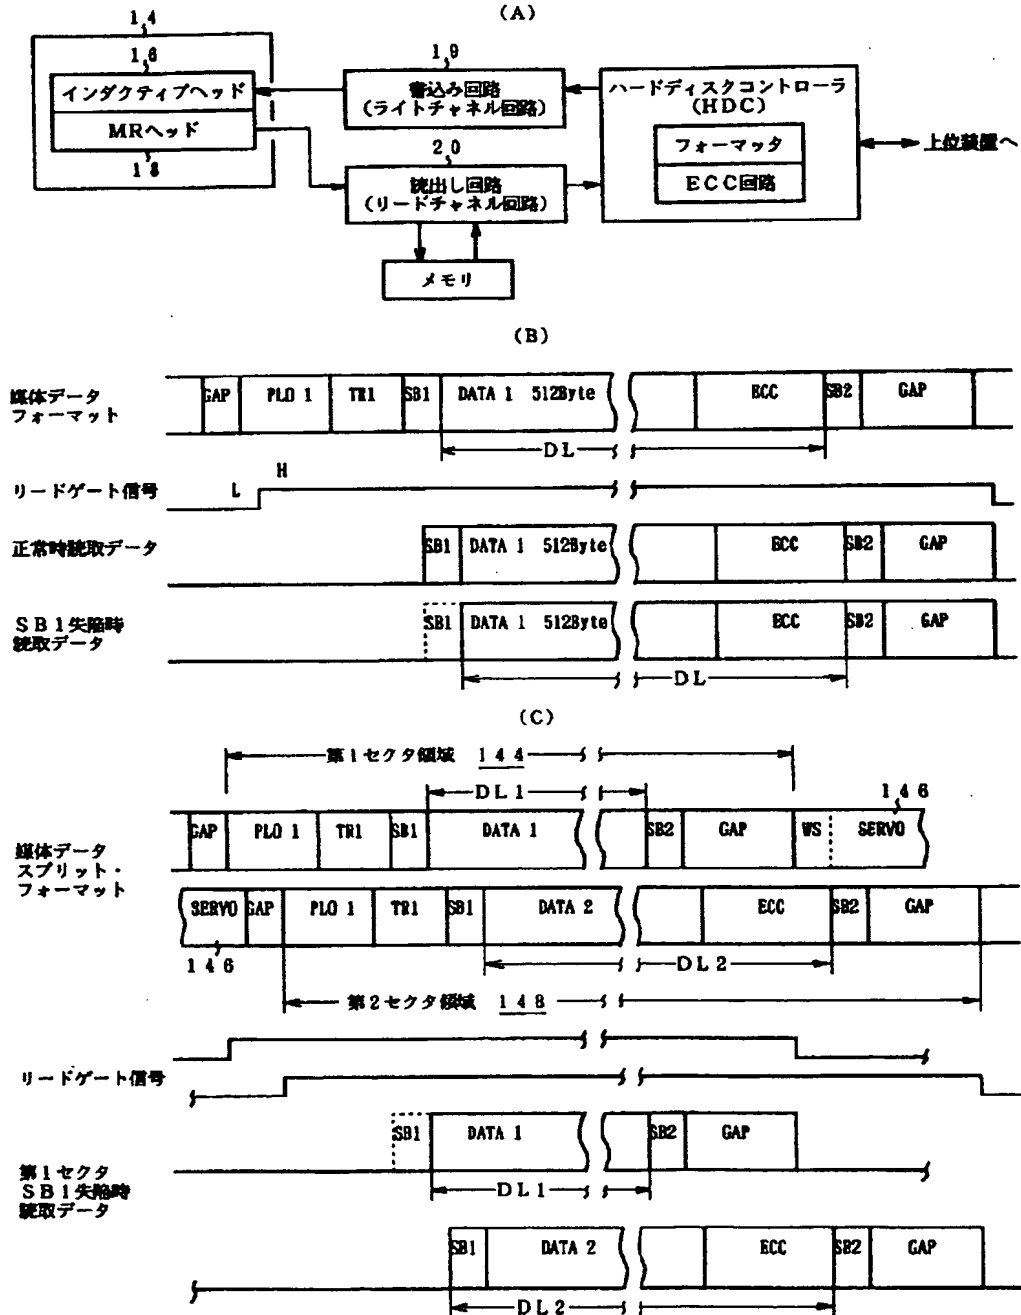 (A)
14
16
インダクティブヘッド
MRヘッド
18
19
書込み回路
(ライトチャネル回路)
20
読出し回路
(リードチャネル回路)
メモリ
ハードディスクコントローラ
(HDC)
フォーマッタ
ECC回路
上位装置へ
(B)
媒体データ
フォーマット
GAP PLO 1 TR1 SB1 DATA 1 512Byte ECC SB2 GAP
DL
リードゲート信号 L H
正常時読取データ SB1 DATA 1 512Byte ECC SB2 GAP
SB1失陥時
読取データ
SB1 DATA 1 512Byte ECC SB2 GAP
DL
(C)
第1セクタ領域 144
DL1
146
媒体データ
スプリット・
フォーマット
GAP PLO 1 TR1 SB1 DATA 1 SB2 GAP WS SERVO
SERVO GAP PLO 1 TR1 SB1 DATA 2 ECC SB2 GAP
146
DL2
第2セクタ領域 148
リードゲート信号
SB1 DATA 1 SB2 GAP
第1セクタ
SB1失陥時
読取データ
DL1
SB1 DATA 2 ECC SB2 GAP
DL2